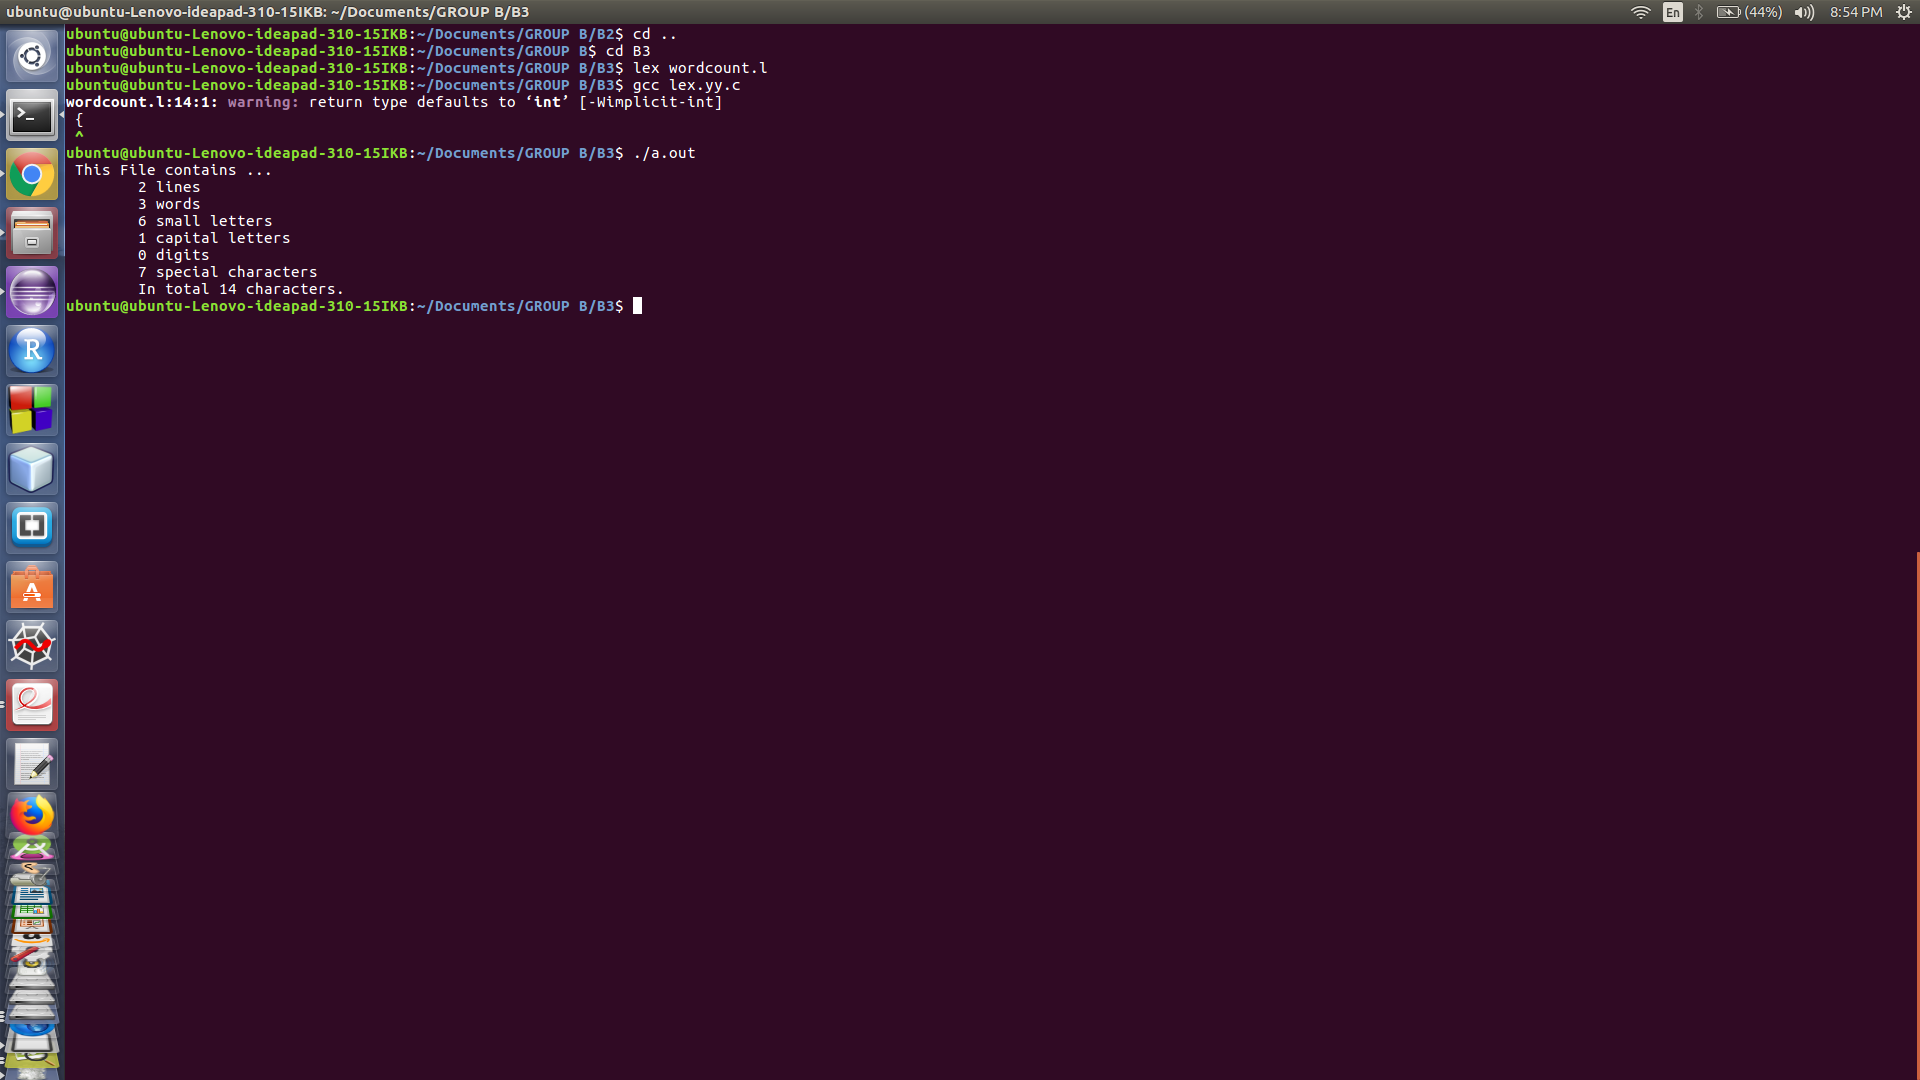 ubuntu@ubuntu-Lenovo-ideapad-310-15IKB: ~/Documents/GROUP B/B3
En
(44%)
8:54 PM
ubuntu@ubuntu-Lenovo-ideapad-310-15IKB:~/Documents/GROUP B/B2$ cd ..
ubuntu@ubuntu-Lenovo-ideapad-310-15IKB:~/Documents/GROUP B$ cd B3
ubuntu@ubuntu-Lenovo-ideapad-310-15IKB:~/Documents/GROUP B/B3$ lex wordcount.l
ubuntu@ubuntu-Lenovo-ideapad-310-15IKB:~/Documents/GROUP B/B3$ gcc lex.yy.c
wordcount.l:14:1: warning: return type defaults to ‘int’ [-Wimplicit-int]
 {
 ^
ubuntu@ubuntu-Lenovo-ideapad-310-15IKB:~/Documents/GROUP B/B3$ ./a.out
 This File contains ...
        2 lines
        3 words
        6 small letters
        1 capital letters
        0 digits
        7 special characters
        In total 14 characters.
ubuntu@ubuntu-Lenovo-ideapad-310-15IKB:~/Documents/GROUP B/B3$
R